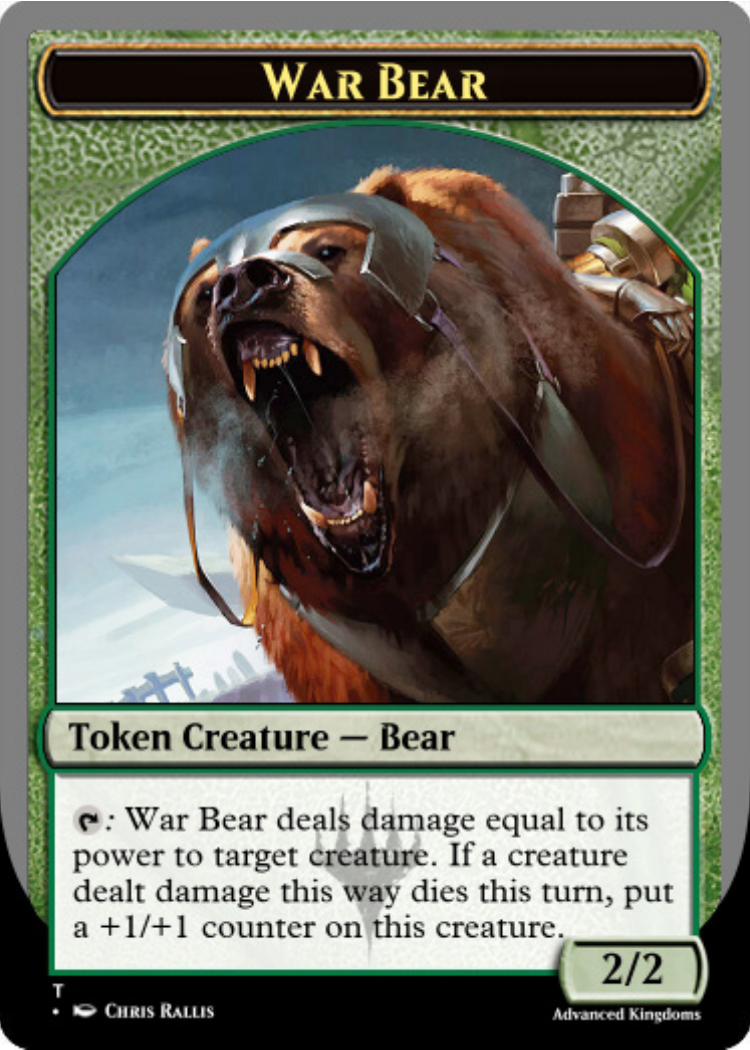 War Bear
Token Creature — Bear
: War Bear deals damage equal to its
power to target creature. If a creature
dealt damage this way dies this turn, put
a +1/+1 counter on this creature.
2/2
T
• Chris Rallis
Advanced Kingdoms